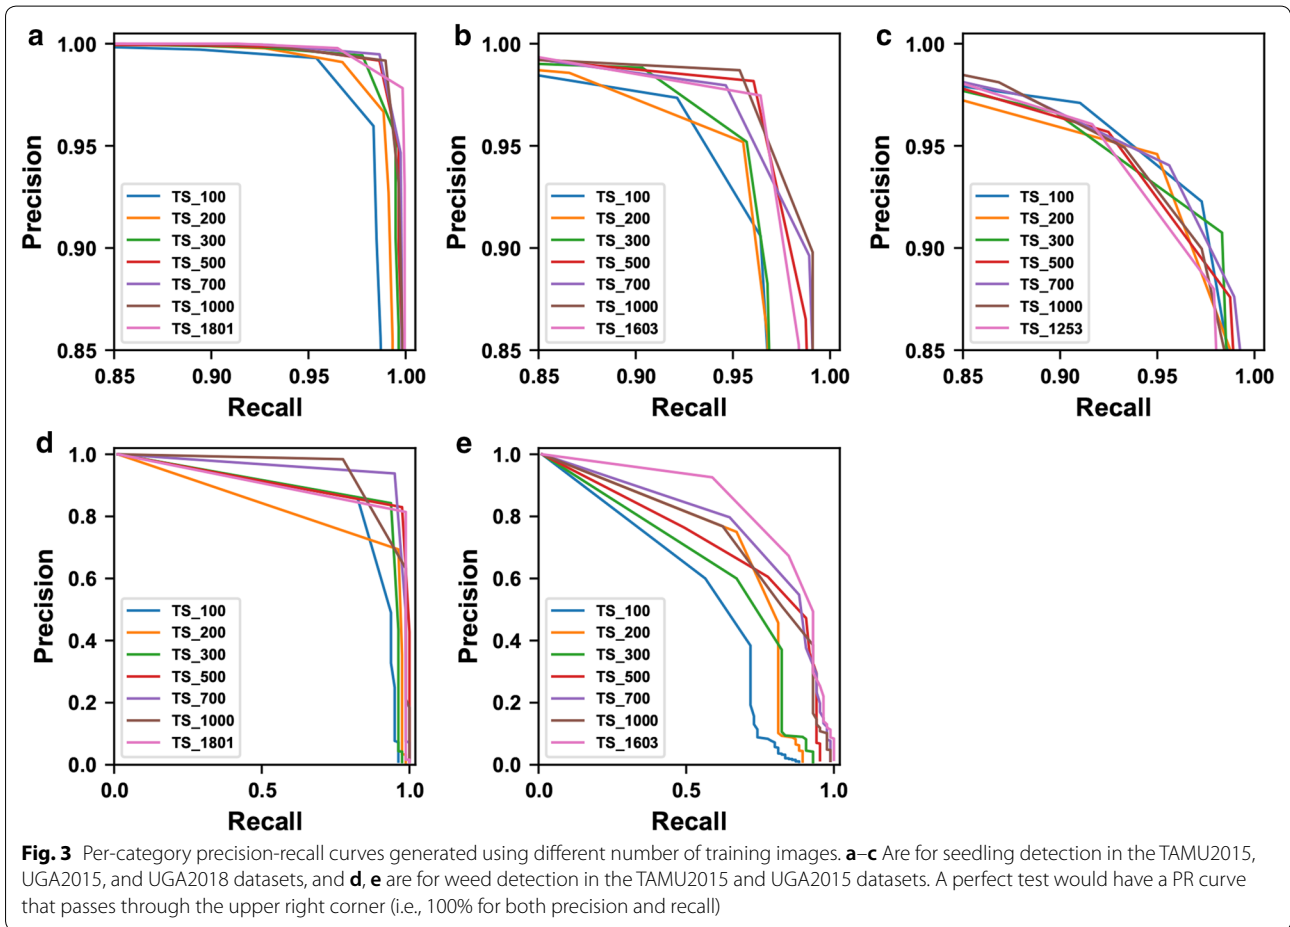 a
b
c
1.00
0.95
0.90
0.85
Precision
TS_100
TS_200
TS_300
TS_500
TS_700
TS_1000
TS_1801
0.85 0.90 0.95 1.00
Recall
1.00
0.95
0.90
0.85
Precision
TS_100
TS_200
TS_300
TS_500
TS_700
TS_1000
TS_1603
0.85 0.90 0.95 1.00
Recall
1.00
0.95
0.90
0.85
Precision
TS_100
TS_200
TS_300
TS_500
TS_700
TS_1000
TS_1253
0.85 0.90 0.95 1.00
Recall
d
1.0
0.8
0.6
0.4
0.2
0.0
Precision
TS_100
TS_200
TS_300
TS_500
TS_700
TS_1000
TS_1801
0.0 0.5 1.0
Recall
e
1.0
0.8
0.6
0.4
0.2
0.0
Precision
TS_100
TS_200
TS_300
TS_500
TS_700
TS_1000
TS_1603
0.0 0.5 1.0
Recall
Fig. 3 Per-category precision-recall curves generated using different number of training images. a–c Are for seedling detection in the TAMU2015,
UGA2015, and UGA2018 datasets, and d, e are for weed detection in the TAMU2015 and UGA2015 datasets. A perfect test would have a PR curve
that passes through the upper right corner (i.e., 100% for both precision and recall)